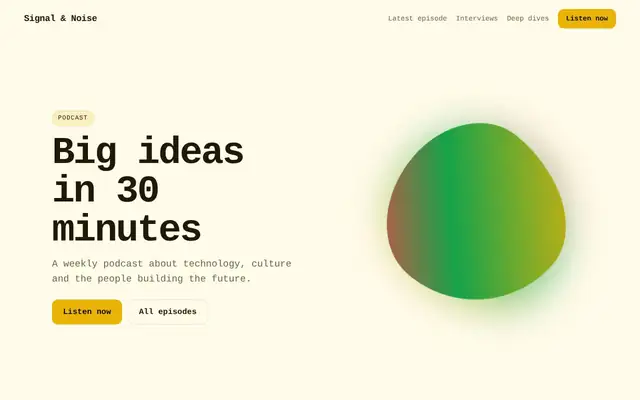 Signal & Noise
Latest episode Interviews Deep dives Listen now
PODCAST
Big ideas
in 30
minutes
A weekly podcast about technology, culture
and the people building the future.
Listen now All episodes